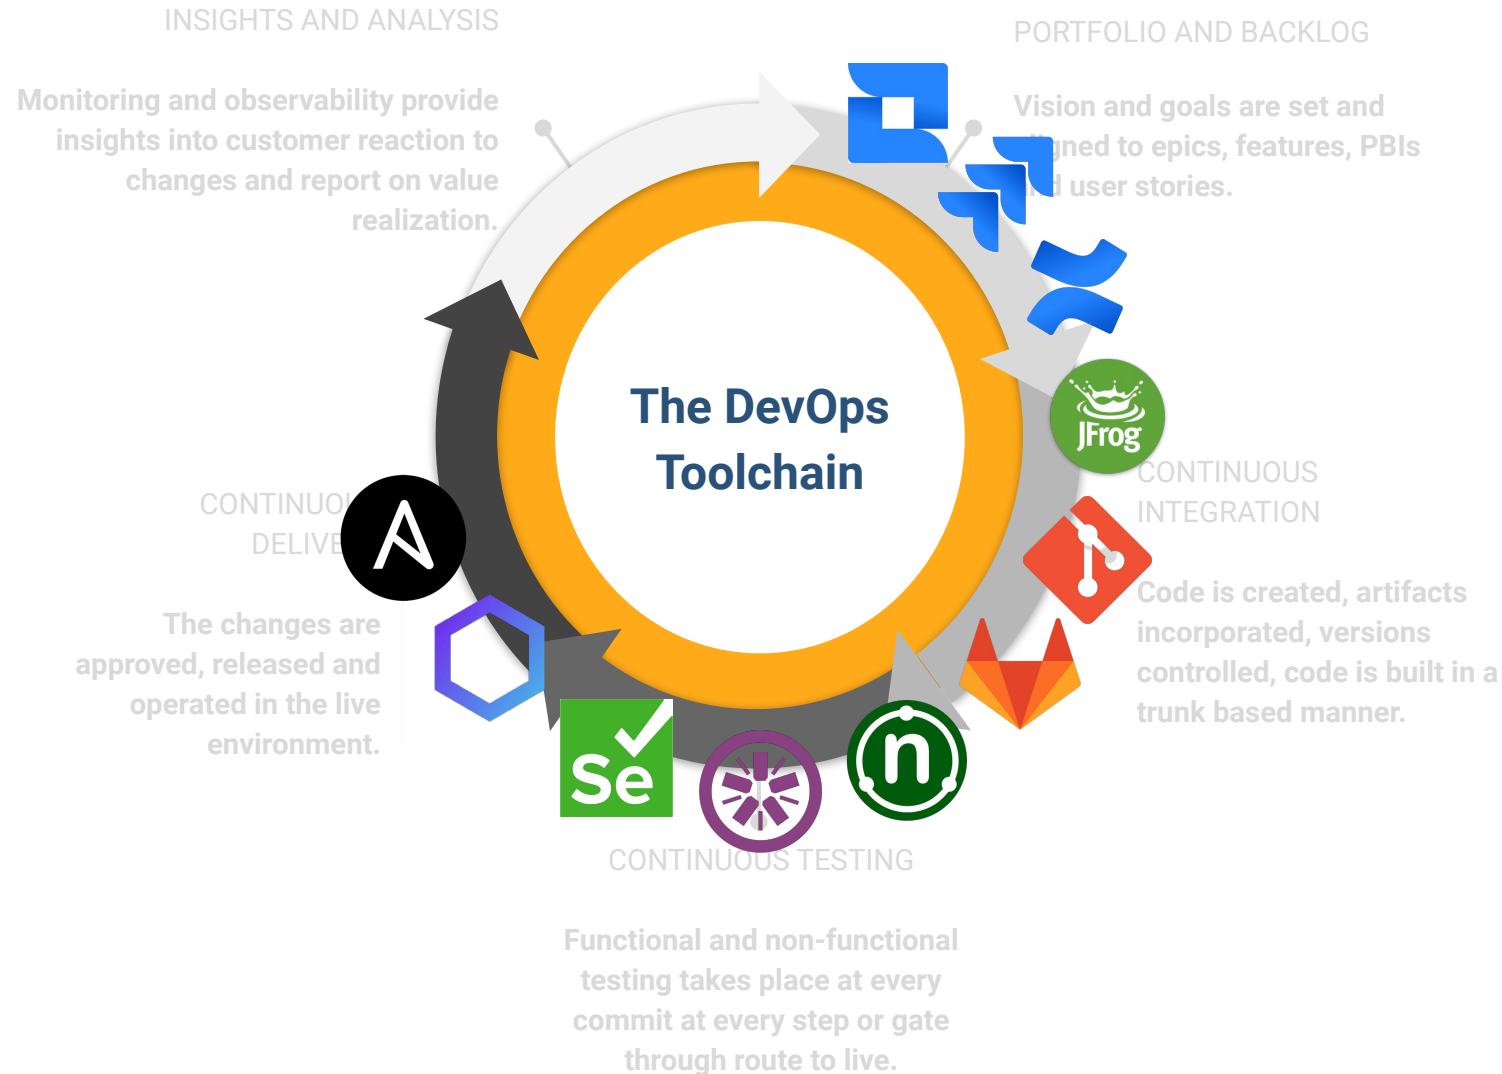 INSIGHTS AND ANALYSIS
Monitoring and observability provide
insights into customer reaction to
changes and report on value
realization.
PORTFOLIO AND BACKLOG
Vision and goals are set and
to epics, features, PBIs
user stories.
The DevOps
Toolchain
JFrog
CONTINUOUS
INTEGRATION
Code is created, artifacts
incorporated, versions
controlled, code is built in a
trunk based manner.
The changes are
approved, released and
operated in the live
environment.
Se
n
CONTINUOUS TESTING
Functional and non-functional
testing takes place at every
commit at every step or gate
through route to live.